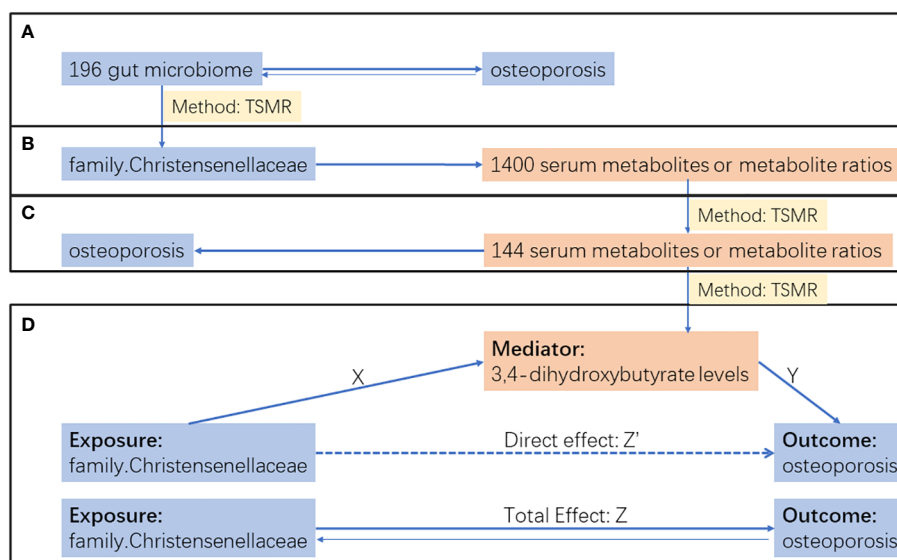 A
196 gut microbiome
osteoporosis
Method: TSMR
B
family.Christensenellaceae
1400 serum metabolites or metabolite ratios
Method: TSMR
C
osteoporosis
144 serum metabolites or metabolite ratios
Method: TSMR
D
Mediator:
3,4-dihydroxybutyrate levels
X
Y
Exposure:
family.Christensenellaceae
Direct effect: Z’
Outcome:
osteoporosis
Exposure:
family.Christensenellaceae
Total Effect: Z
Outcome:
osteoporosis